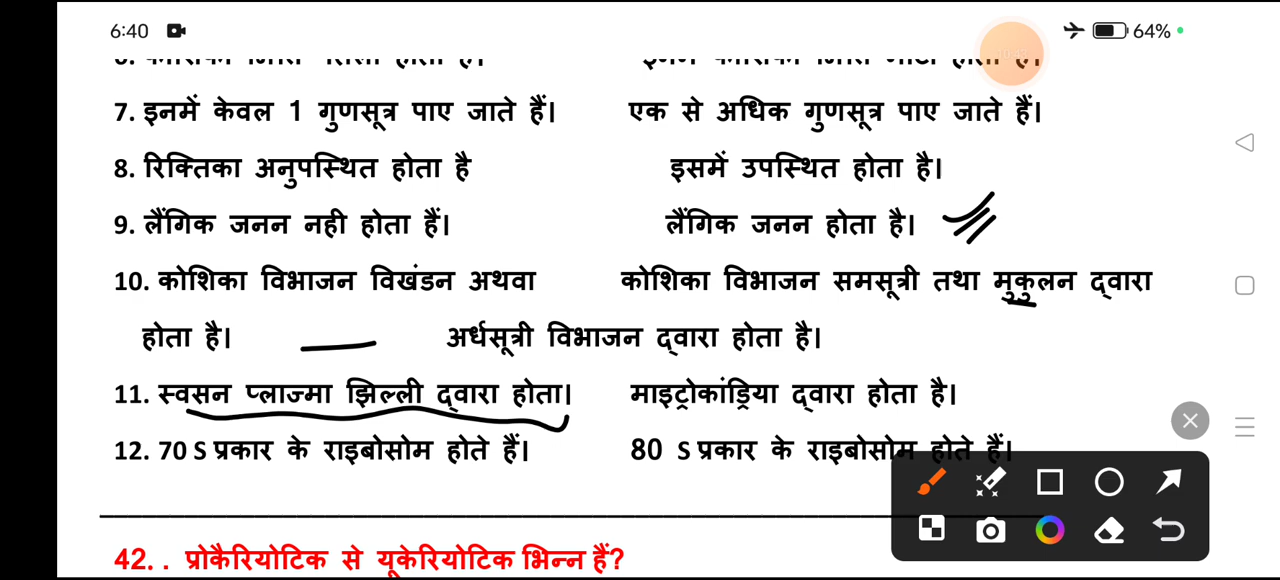 6:40 64%
7. इनमें केवल 1 गुणसूत्र पाए जाते हैं। एक से अधिक गुणसूत्र पाए जाते हैं।
8. रिक्तिका अनुपस्थित होता है इसमें उपस्थित होता है।
9. लैंगिक जनन नही होता हैं। लैंगिक जनन होता है।
10. कोशिका विभाजन विखंडन अथवा कोशिका विभाजन समसूत्री तथा मुकुलन द्वारा
होता है। अर्धसूत्री विभाजन द्वारा होता है।
11. स्वसन प्लाज्मा झिल्ली द्वारा होता। माइट्रोकांड्रिया द्वारा होता है।
12. 70 S प्रकार के राइबोसोम होते हैं। 80 S प्रकार के राइबोसोम होते हैं।
42. . प्रोकैरियोटिक से यूकेरियोटिक भिन्न हैं?